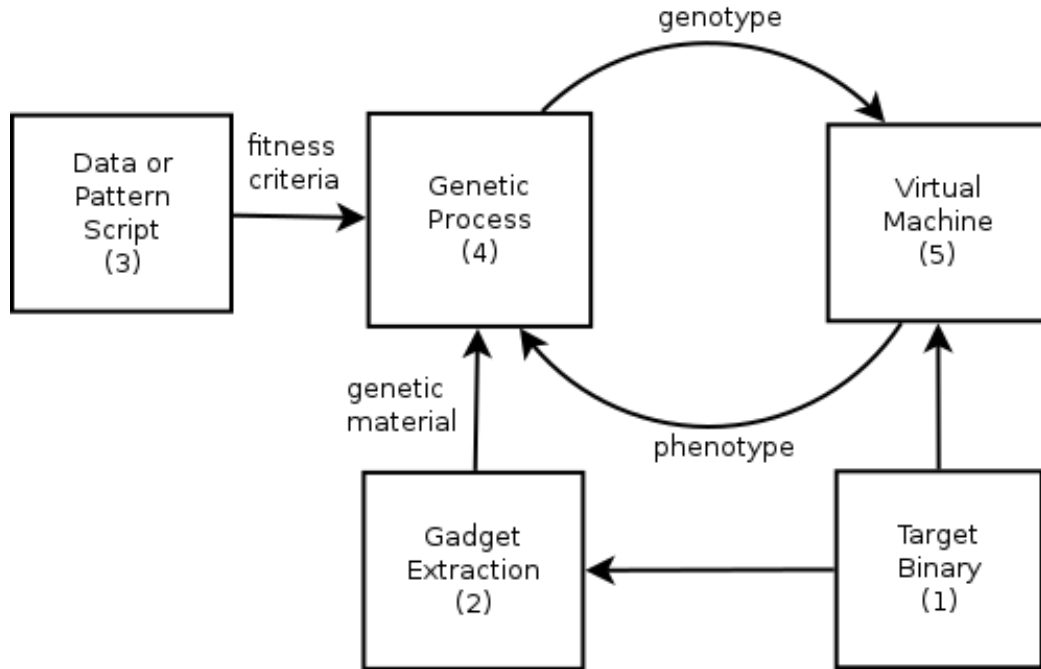 genotype
Data or
Pattern
Script
(3)
fitness
criteria
Genetic
Process
(4)
Virtual
Machine
(5)
genetic
material
phenotype
Gadget
Extraction
(2)
Target
Binary
(1)